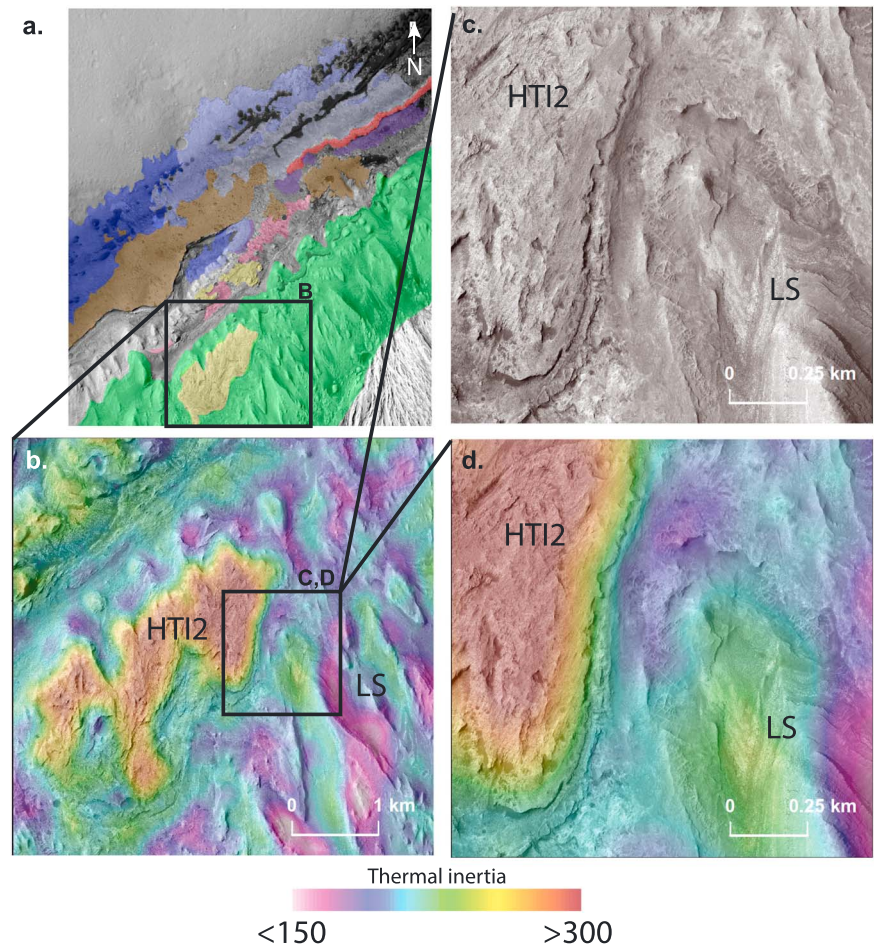 a.
N
B
c.
HTI2
LS
0 0.25 km
b.
C,D
HTI2
LS
0 1 km
d.
HTI2
LS
0 0.25 km
Thermal inertia
<150 >300